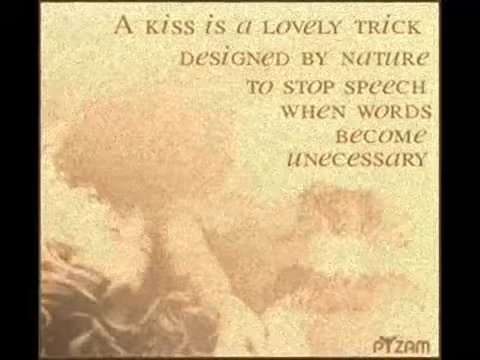 A KiSS iS a LOVeLY TRiCK
DeSiGNeD BY NaTuRe
TO STOP SPeeCH
WHeN WORDS
BeCOMe
uNeCeSSaRY
PYZAM